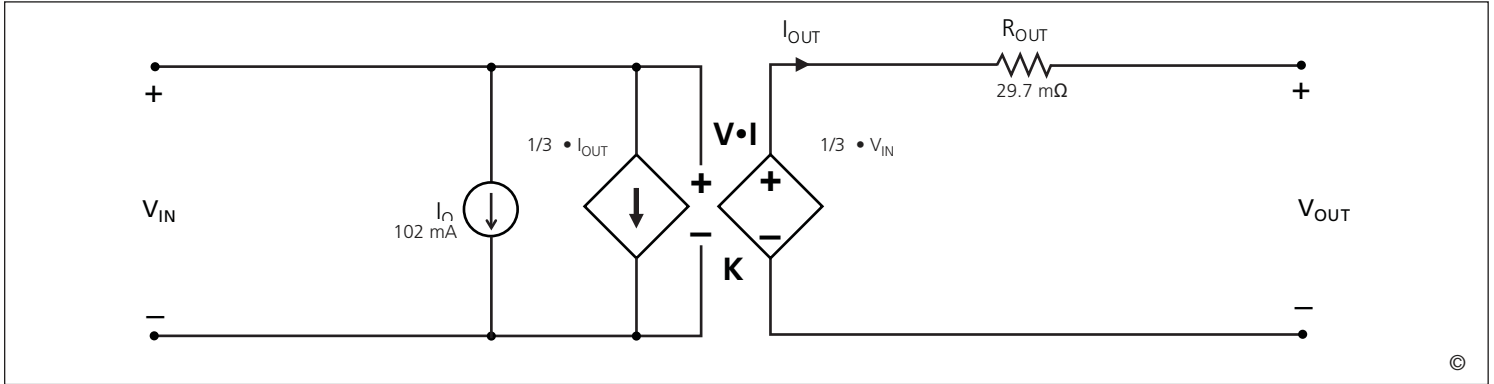 I_OUT
R_OUT
+
29.7 mΩ
+
V•I
1/3 • I_OUT
1/3 • V_IN
+
+
V_IN
I_Q
102 mA
V_OUT
–
–
K
–
–
©